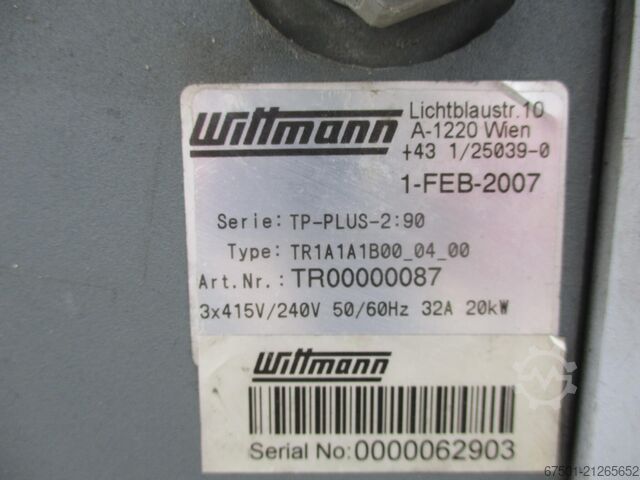 Wittmann
Lichtblaustr.10
A-1220 Wien
+43 1/25039-0
1-FEB-2007
Serie: TP-PLUS-2:90
Type: TR1A1A1B00_04_00
Art.Nr.: TR00000087
3x415V/240V 50/60Hz 32A 20kW
Wittmann
Serial No:0000062903
67501-21265652